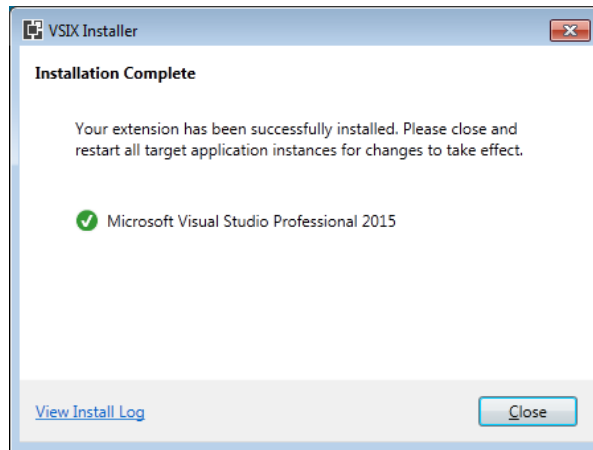 VSIX Installer
Installation Complete
Your extension has been successfully installed. Please close and
restart all target application instances for changes to take effect.
Microsoft Visual Studio Professional 2015
View Install Log
Close